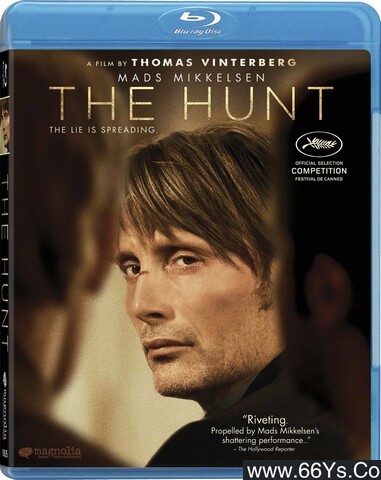 Blu-ray Disc
A FILM BY THOMAS VINTERBERG
MADS MIKKELSEN
THE HUNT
THE LIE IS SPREADING.
OFFICIAL SELECTION
COMPETITION
FESTIVAL DE CANNES
THE HUNT
magnolia
"Riveting.
Propelled by Mads Mikkelsen's
shattering performance..."
— The Hollywood Reporter
magnolia
www.66Ys.Co